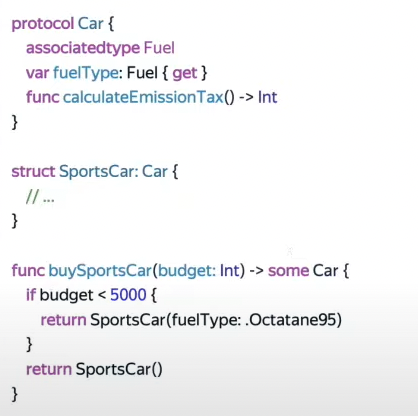 protocol Car {
associatedtype Fuel
var fuelType: Fuel { get }
func calculateEmissionTax() -> Int
}
struct SportsCar: Car {
// ...
}
func buySportsCar(budget: Int) -> some Car {
if budget < 5000 {
return SportsCar(fuelType: .Octatane95)
}
return SportsCar()
}